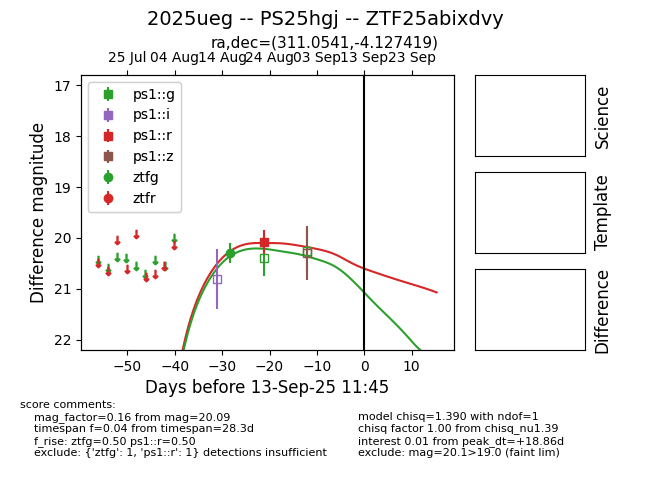 2025ueg -- PS25hgj -- ZTF25abixdvy
ra,dec=(311.0541,-4.127419)
25 Jul 04 Aug 14 Aug 24 Aug 03 Sep 13 Sep 23 Sep
17
18
19
20
21
22
Difference magnitude
ps1::g
ps1::i
ps1::r
ps1::z
ztfg
ztfr
−50 −40 −30 −20 −10 0 10
Days before 13-Sep-25 11:45
Science
Template
Difference
score comments:
mag_factor=0.16 from mag=20.09
timespan f=0.04 from timespan=28.3d
f_rise: ztfg=0.50 ps1::r=0.50
exclude: {'ztfg': 1, 'ps1::r': 1} detections insufficient
model chisq=1.390 with ndof=1
chisq factor 1.00 from chisq_nu1.39
interest 0.01 from peak_dt=+18.86d
exclude: mag=20.1>19.0 (faint lim)